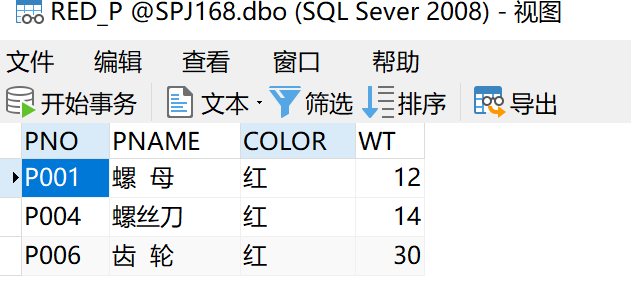 RED_P @SPJ168.dbo (SQL Sever 2008) - 视图
文件 编辑 查看 窗口 帮助
开始事务 文本 筛选 排序 导出
PNO PNAME COLOR WT
P001 螺 母 红 12
P004 螺丝刀 红 14
P006 齿 轮 红 30